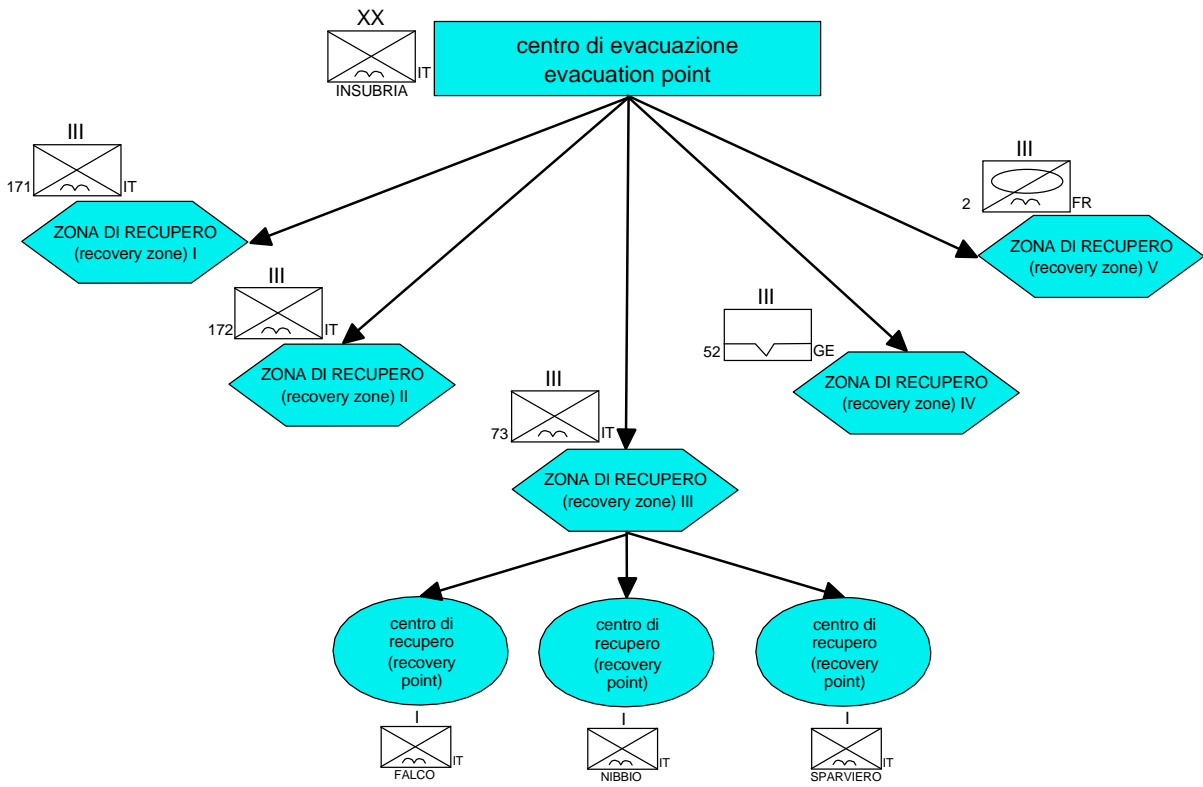 XX
IT
INSUBRIA
centro di evacuazione
evacuation point
III
171
IT
ZONA DI RECUPERO
(recovery zone) I
III
172
IT
ZONA DI RECUPERO
(recovery zone) II
III
73
IT
ZONA DI RECUPERO
(recovery zone) III
III
52
GE
ZONA DI RECUPERO
(recovery zone) IV
III
2
FR
ZONA DI RECUPERO
(recovery zone) V
centro di
recupero
(recovery
point)
I
IT
FALCO
centro di
recupero
(recovery
point)
I
IT
NIBBIO
centro di
recupero
(recovery
point)
I
IT
SPARVIERO